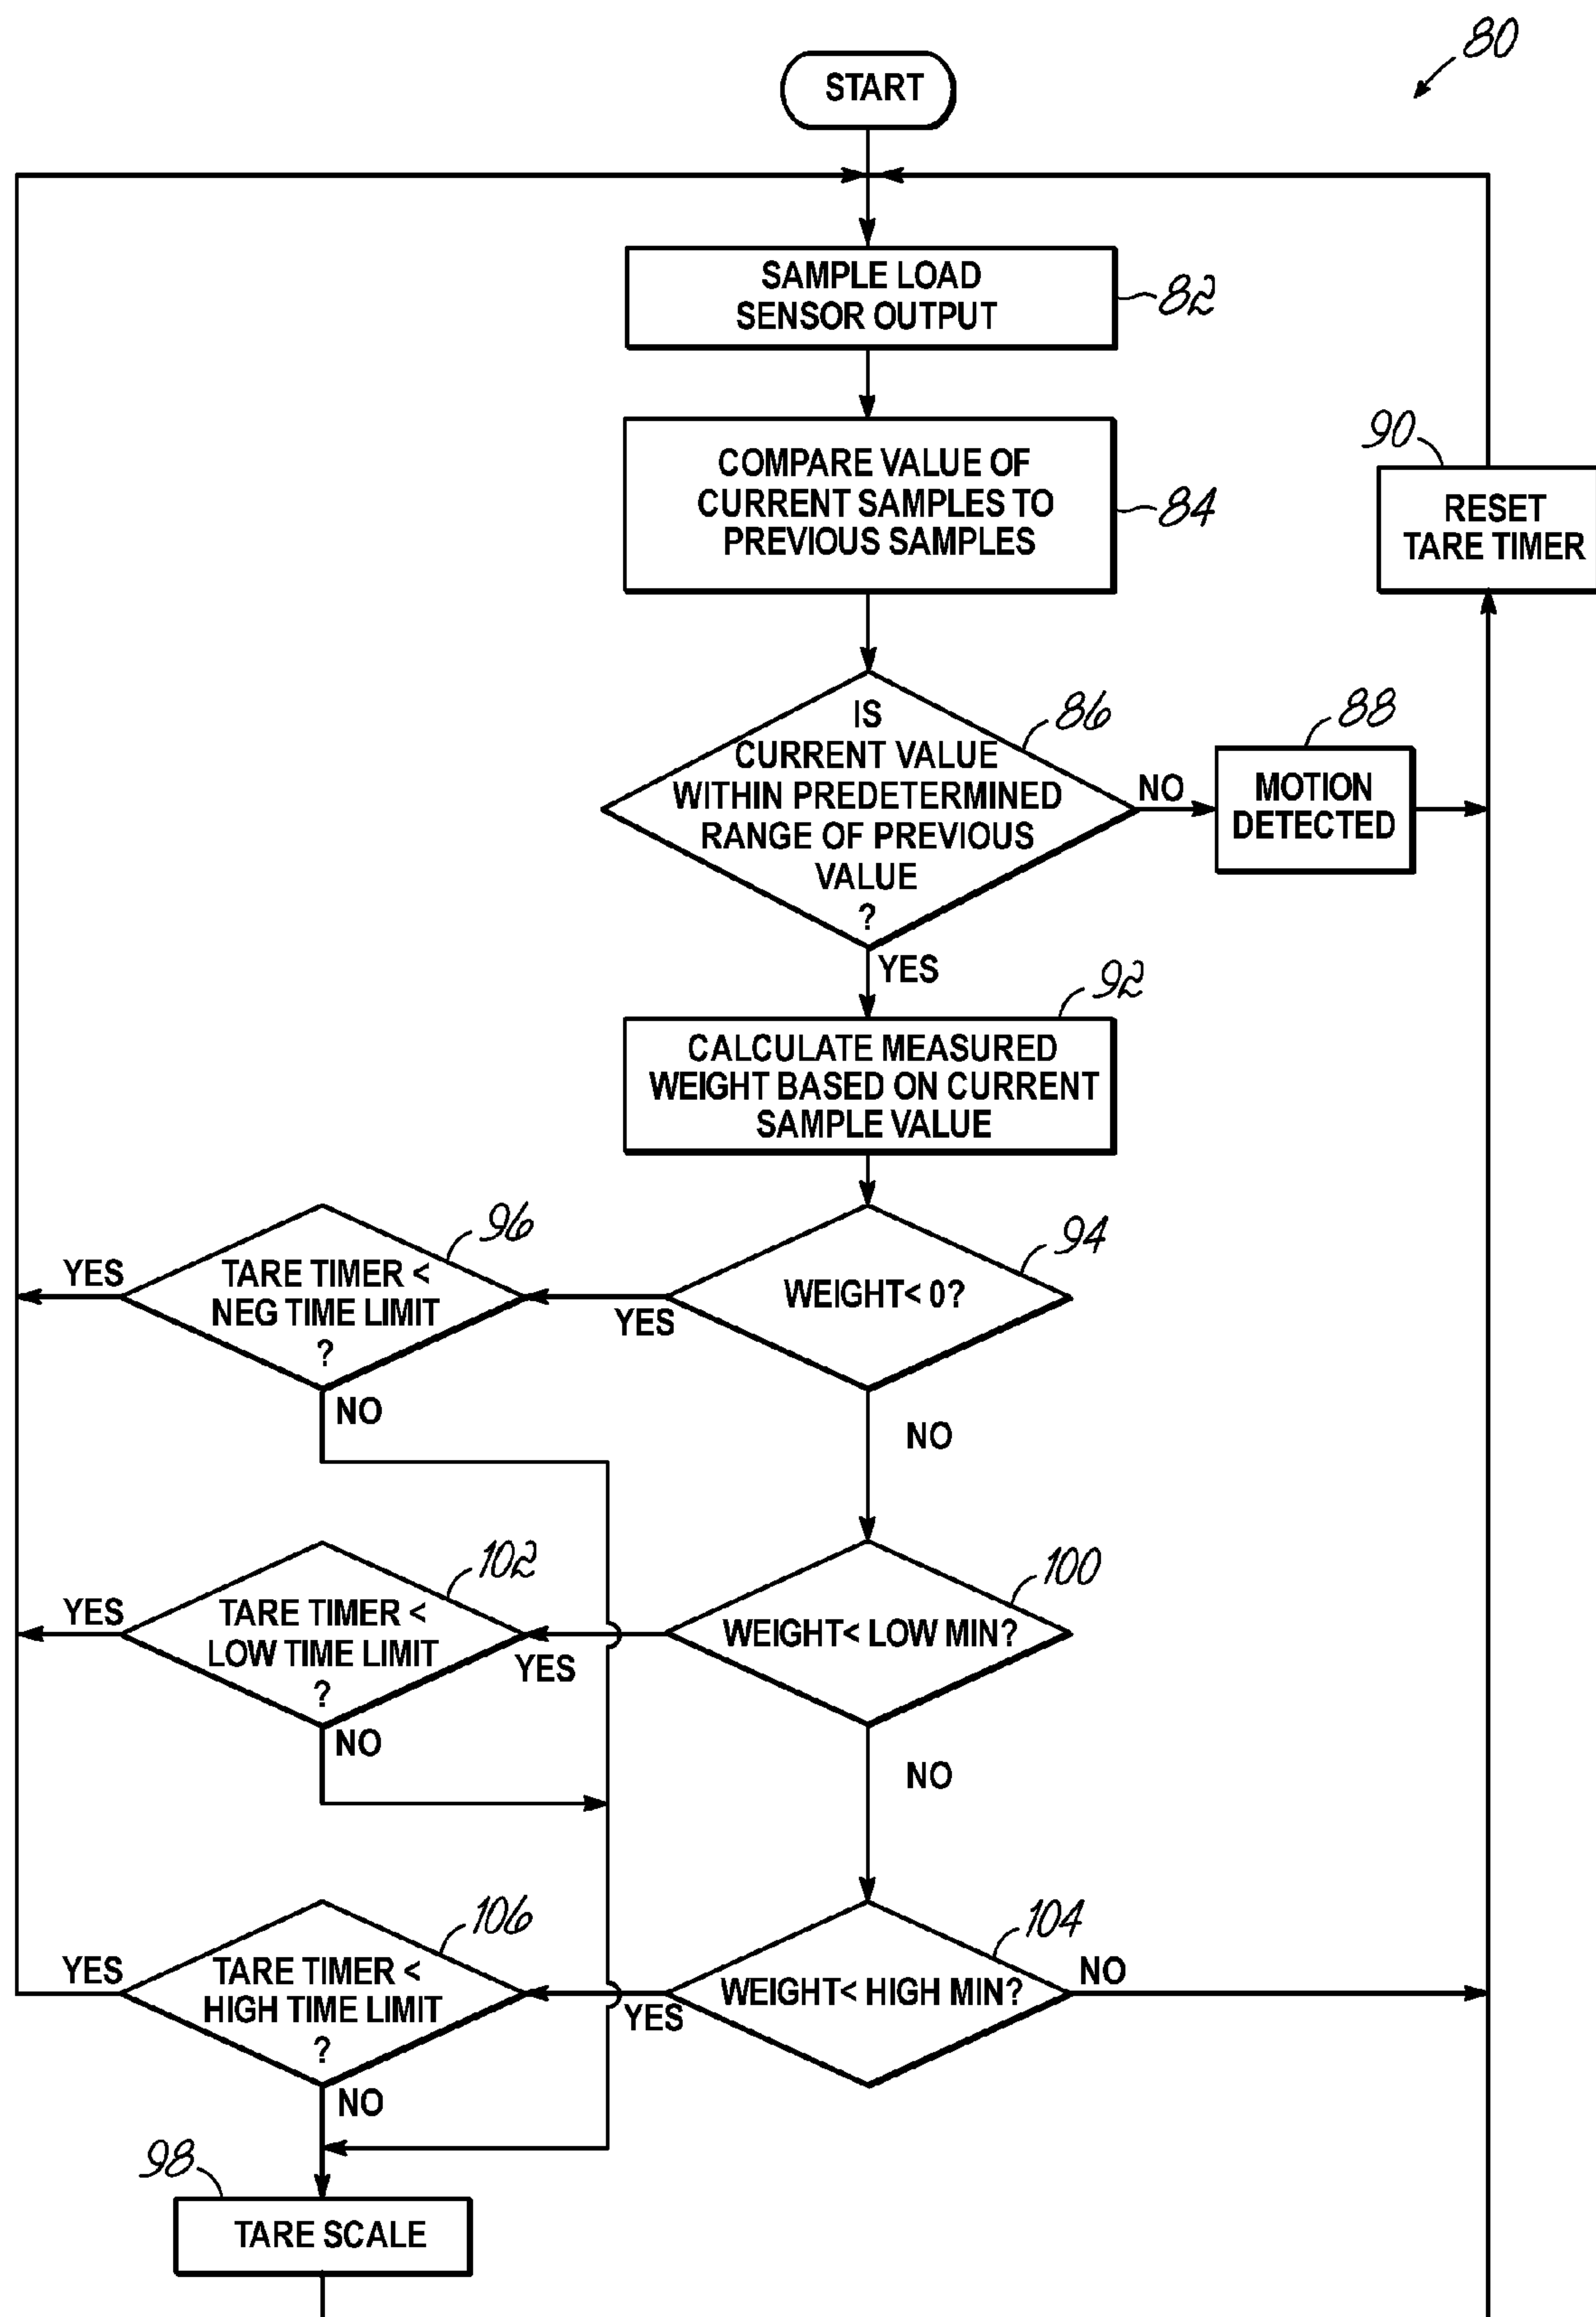 80
START
SAMPLE LOAD
SENSOR OUTPUT
82
COMPARE VALUE OF
CURRENT SAMPLES TO
PREVIOUS SAMPLES
84
90
RESET
TARE TIMER
IS
CURRENT VALUE
WITHIN PREDETERMINED
RANGE OF PREVIOUS
VALUE
?
86
NO
88
MOTION
DETECTED
YES
92
CALCULATE MEASURED
WEIGHT BASED ON CURRENT
SAMPLE VALUE
YES
TARE TIMER <
NEG TIME LIMIT
?
96
YES
WEIGHT< 0?
94
NO
NO
YES
TARE TIMER <
LOW TIME LIMIT
?
102
YES
WEIGHT< LOW MIN?
100
NO
NO
YES
TARE TIMER <
HIGH TIME LIMIT
?
106
YES
WEIGHT< HIGH MIN?
104
NO
NO
98
TARE SCALE